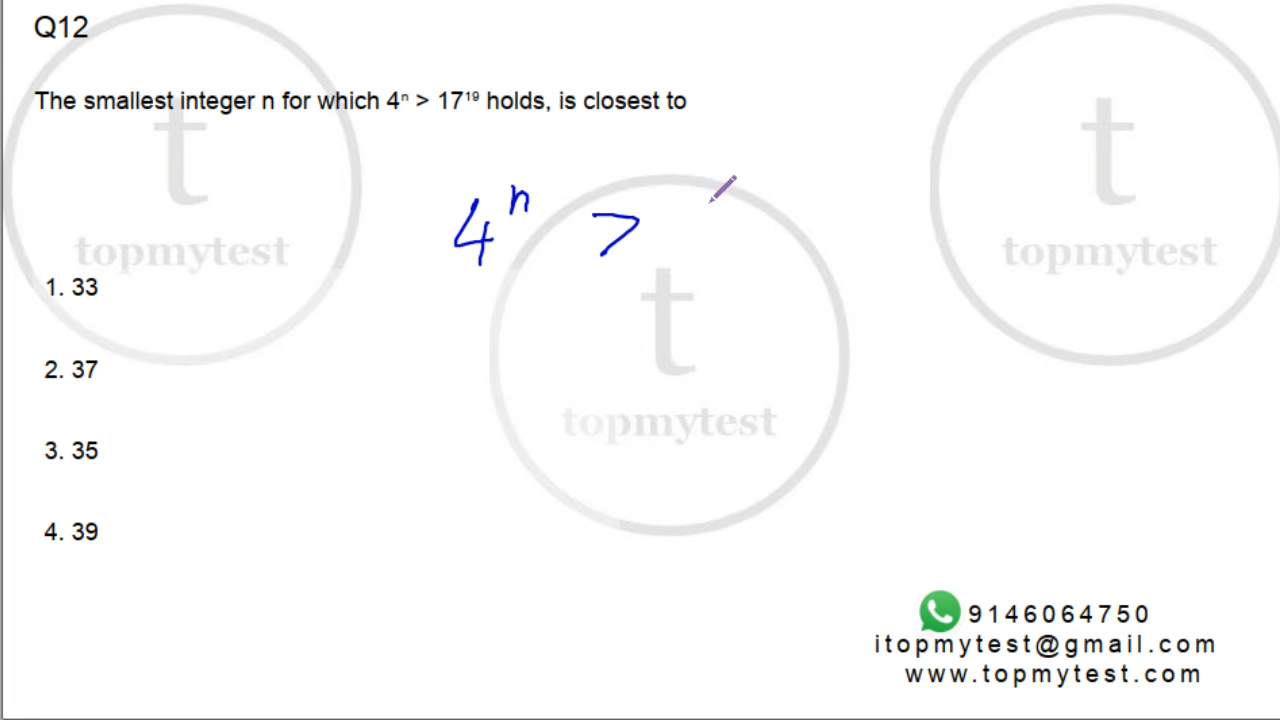 Q12
The smallest integer n for which 4ⁿ > 17¹⁹ holds, is closest to
t
t
4ⁿ >
topmytest
topmytest
1. 33
t
2. 37
topmytest
3. 35
4. 39
9146064750
itopmytest@gmail.com
www.topmytest.com